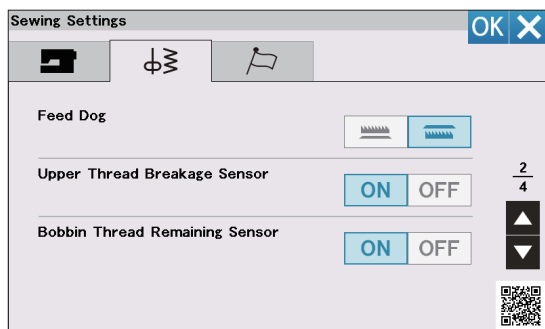 Sewing Settings
OK
Feed Dog
Upper Thread Breakage Sensor
ON OFF
2
4
Bobbin Thread Remaining Sensor
ON OFF